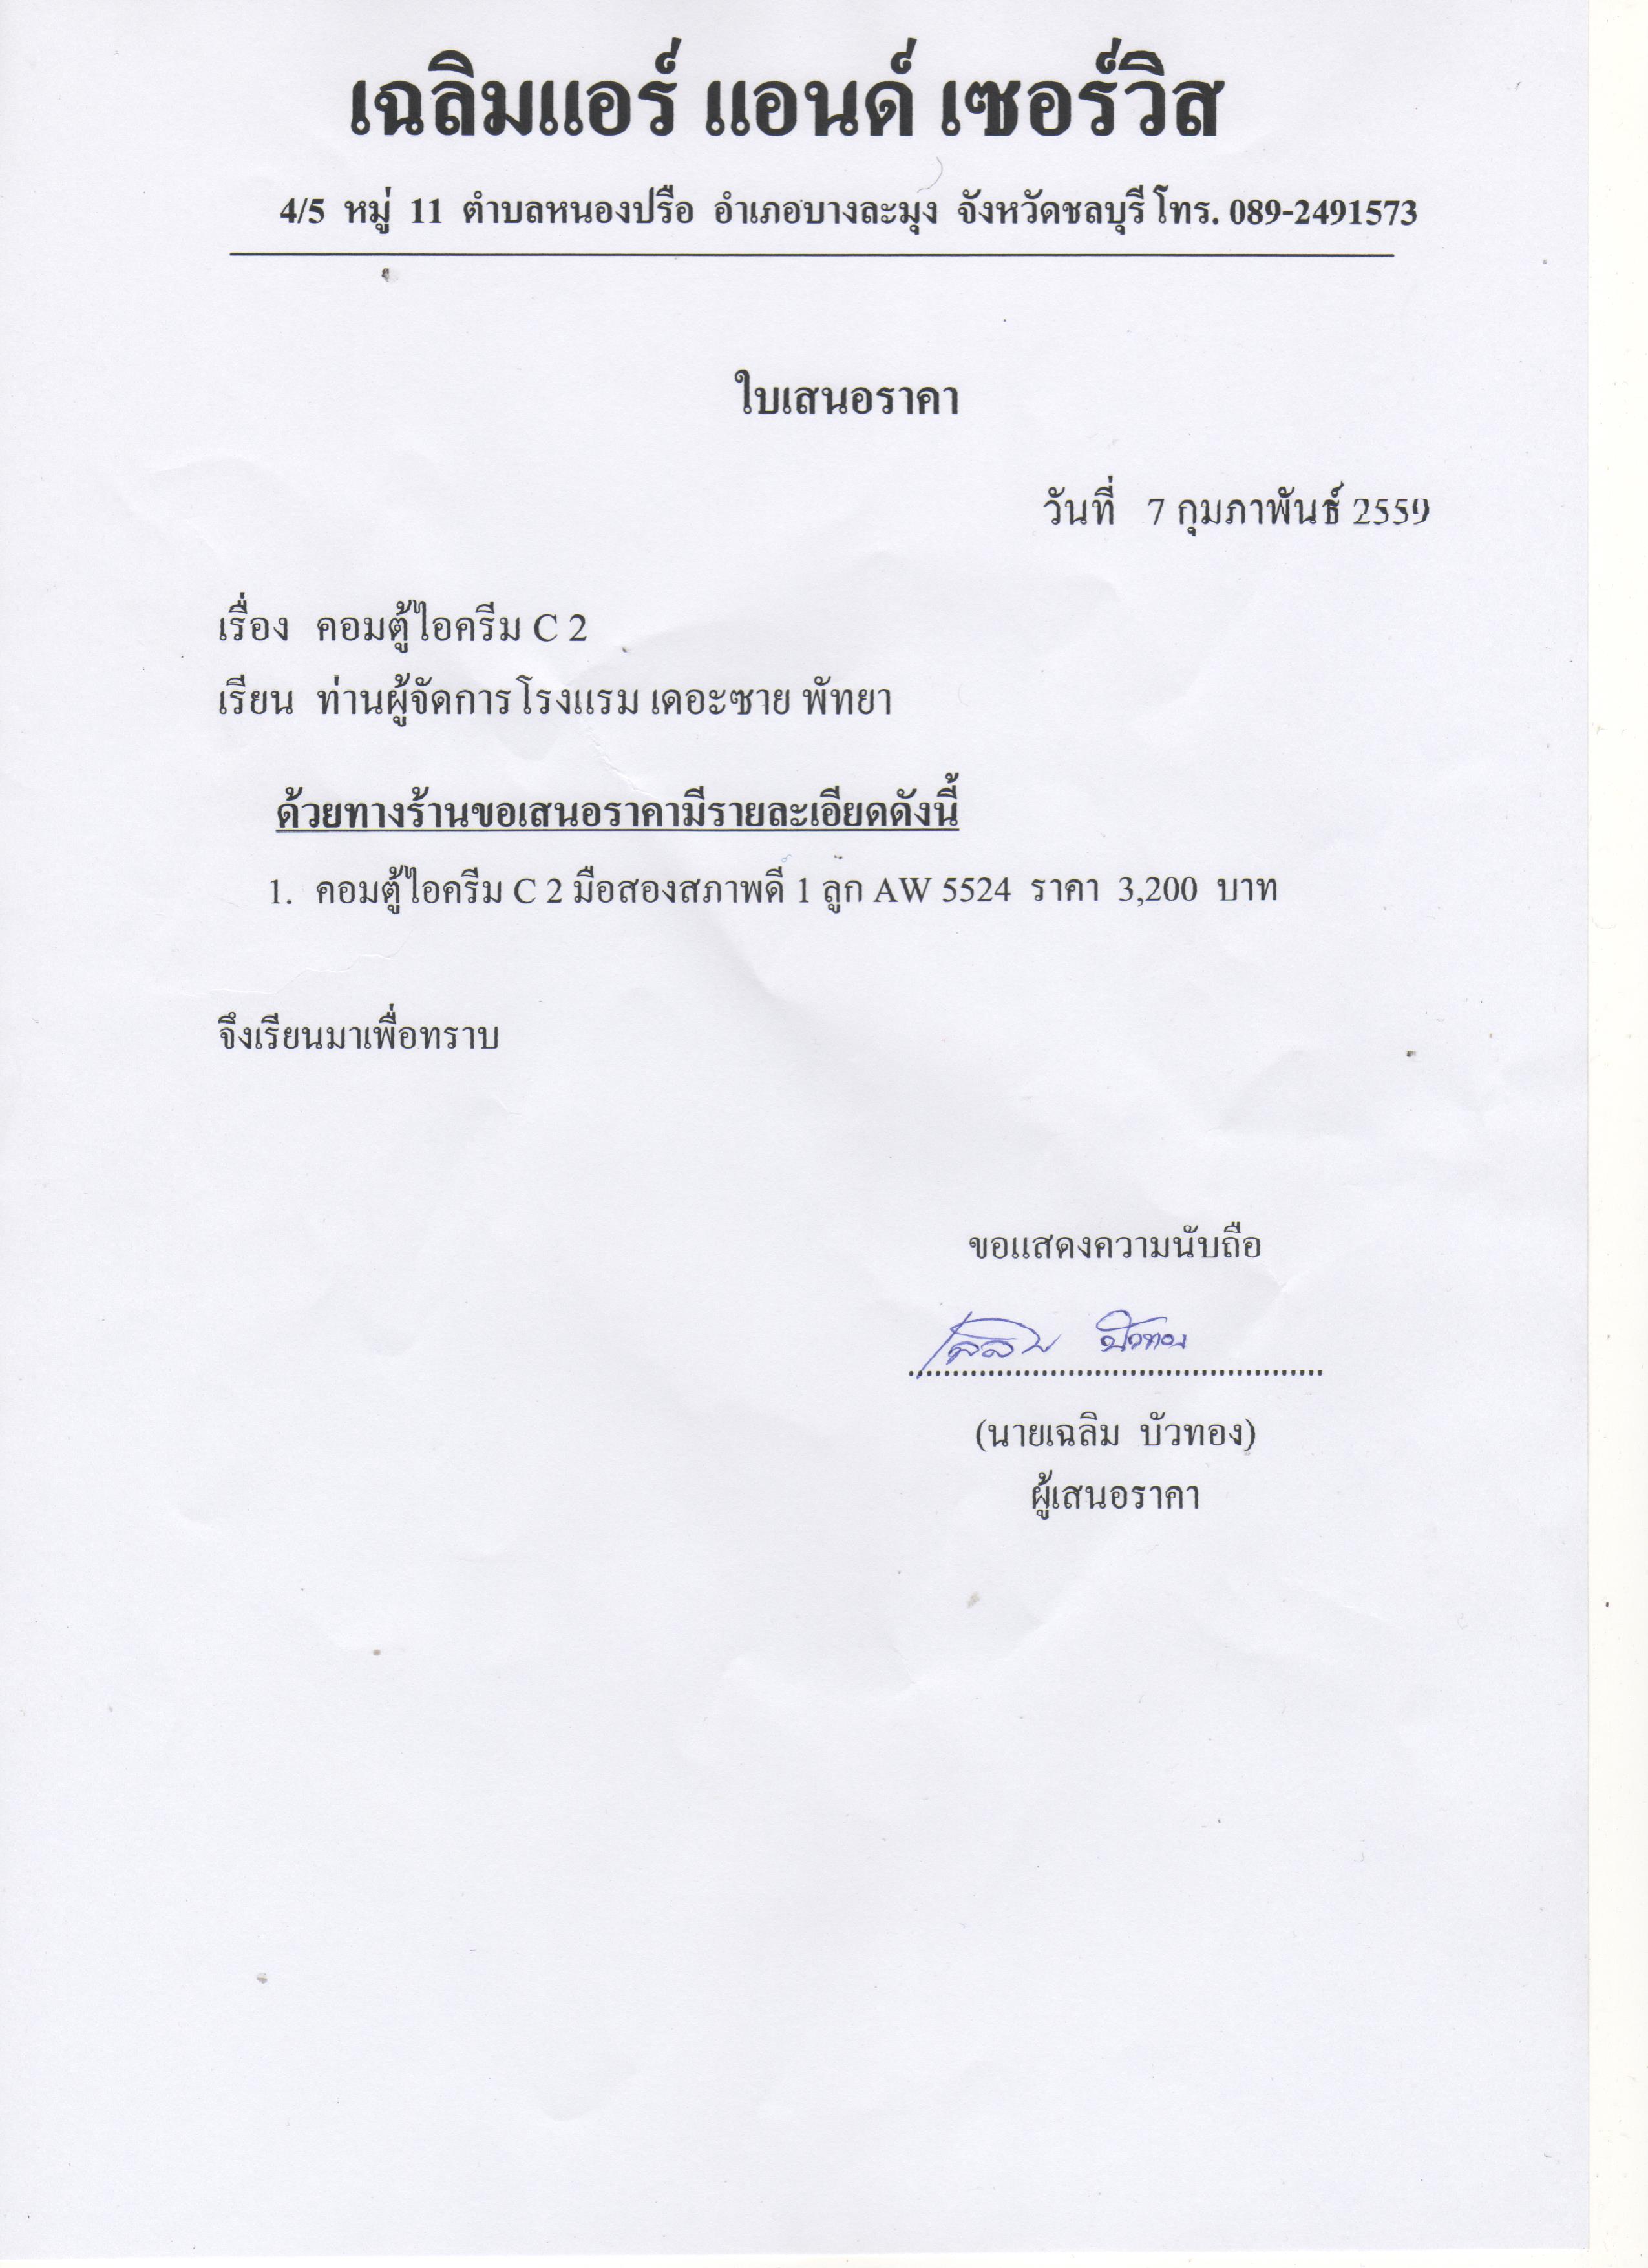 เฉลิมแอร์ แอนด์ เซอร์วิส
4/5 หมู่ 11 ตำบลหนองปรือ อำเภอบางละมุง จังหวัดชลบุรี โทร. 089-2491573
ใบเสนอราคา
วันที่ 7 กุมภาพันธ์ 2559
เรื่อง คอมตู้ไอครีม C 2
เรียน ท่านผู้จัดการโรงแรม เดอะซาย พัทยา
ด้วยทางร้านขอเสนอราคามีรายละเอียดดังนี้
1. คอมตู้ไอครีม C 2 มือสองสภาพดี 1 ลูก AW 5524 ราคา 3,200 บาท
จึงเรียนมาเพื่อทราบ
ขอแสดงความนับถือ
เฉลิม บัวทอง
(นายเฉลิม บัวทอง)
ผู้เสนอราคา